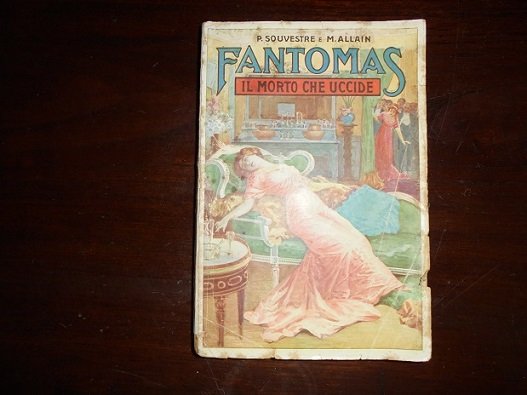 P. SOUVESTRE E M. ALLAIN
FANTOMAS
IL MORTO CHE UCCIDE